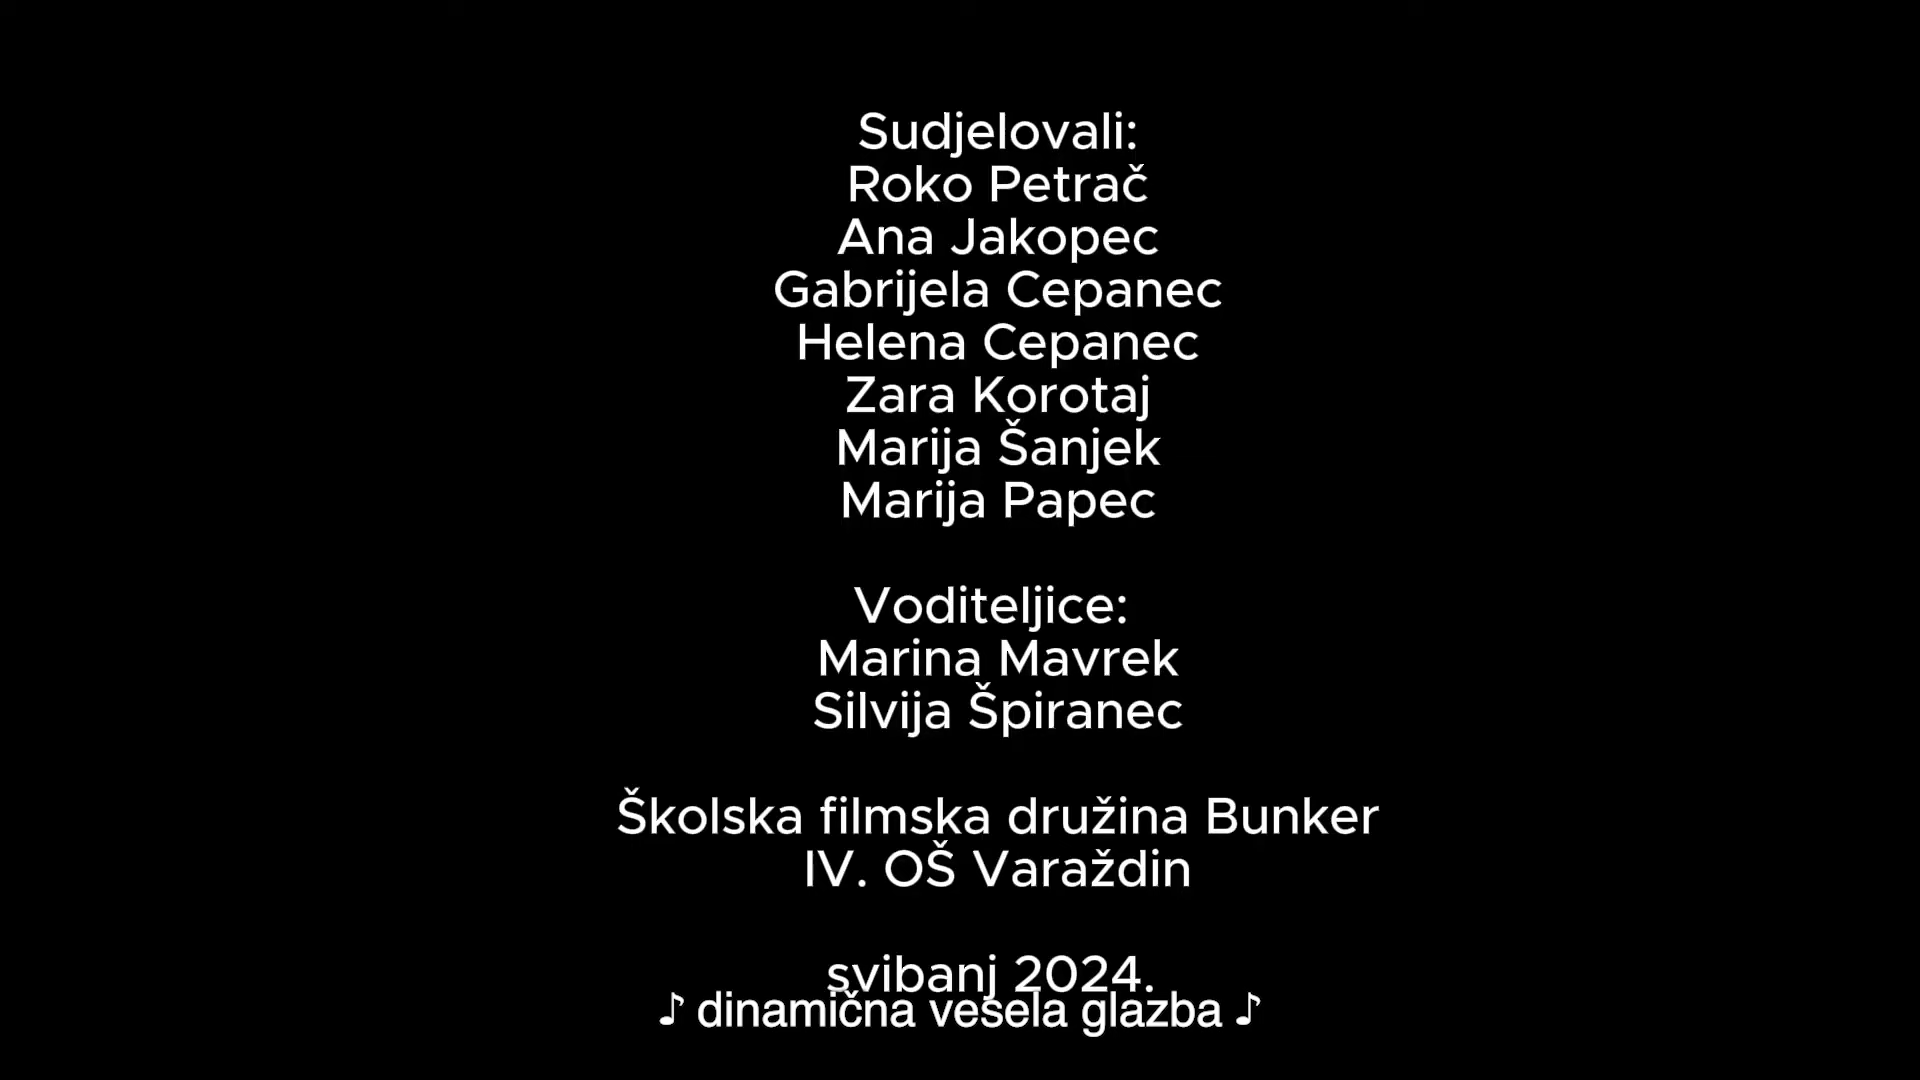 Sudjelovali:
Roko Petrač
Ana Jakopec
Gabrijela Cepanec
Helena Cepanec
Zara Korotaj
Marija Šanjek
Marija Papec
Voditeljice:
Marina Mavrek
Silvija Špiranec
Školska filmska družina Bunker
IV. OŠ Varaždin
svibanj 2024.
♪ dinamična vesela glazba ♪